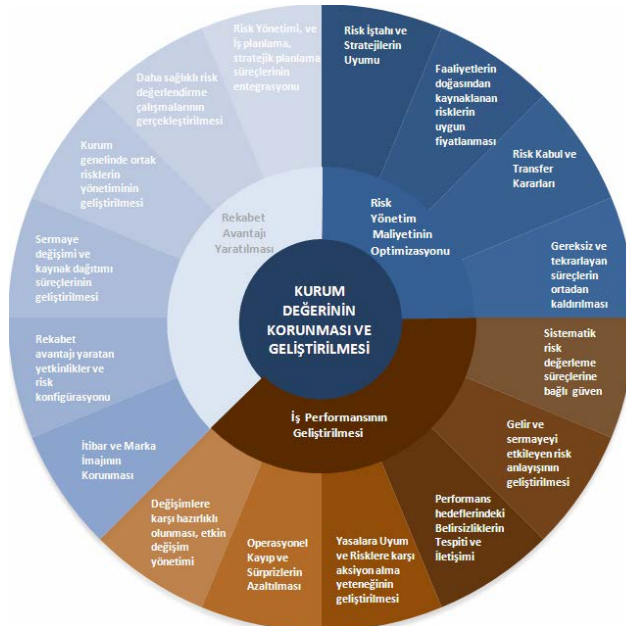 Risk Yönetimi, ve
İş planlama,
stratejik planlama
süreçlerinin
entegrasyonu
Risk İştahı ve
Stratejilerin
Uyumu
Faaliyetlerin
doğasından
kaynaklanan
risklerin
uygun
fiyatlanması
Risk Kabul ve
Transfer
Kararları
Gereksiz ve
tekrarlayan
süreçlerin
ortadan
kaldırılması
Sistematik
risk
değerleme
süreçlerine
bağlı güven
Gelir ve
sermayeyi
etkileyen risk
anlayışının
geliştirilmesi
Performans
hedeflerindeki
Belirsizliklerin
Tespiti ve
İletişimi
Yasalara Uyum
ve Risklere karşı
aksiyon alma
yeteneğinin
geliştirilmesi
Operasyonel
Kayıp ve
Sürprizlerin
Azaltılması
Değişimlere
karşı hazırlıklı
olunması, etkin
değişim
yönetimi
İtibar ve Marka
İmajının
Korunması
Rekabet
avantajı yaratan
yetkinlikler ve
risk
konfigürasyonu
Sermaye
değişimi ve
kaynak dağıtımı
süreçlerinin
geliştirilmesi
Kurum
genelinde ortak
risklerin
yönetiminin
geliştirilmesi
Daha sağlıklı risk
değerlendirme
çalışmalarının
gerçekleştirilmesi
Rekabet
Avantajı
Yaratılması
Risk
Yönetim
Maliyetinin
Optimizasyonu
KURUM
DEĞERİNİN
KORUNMASI VE
GELİŞTİRİLMESİ
İş Performansının
Geliştirilmesi